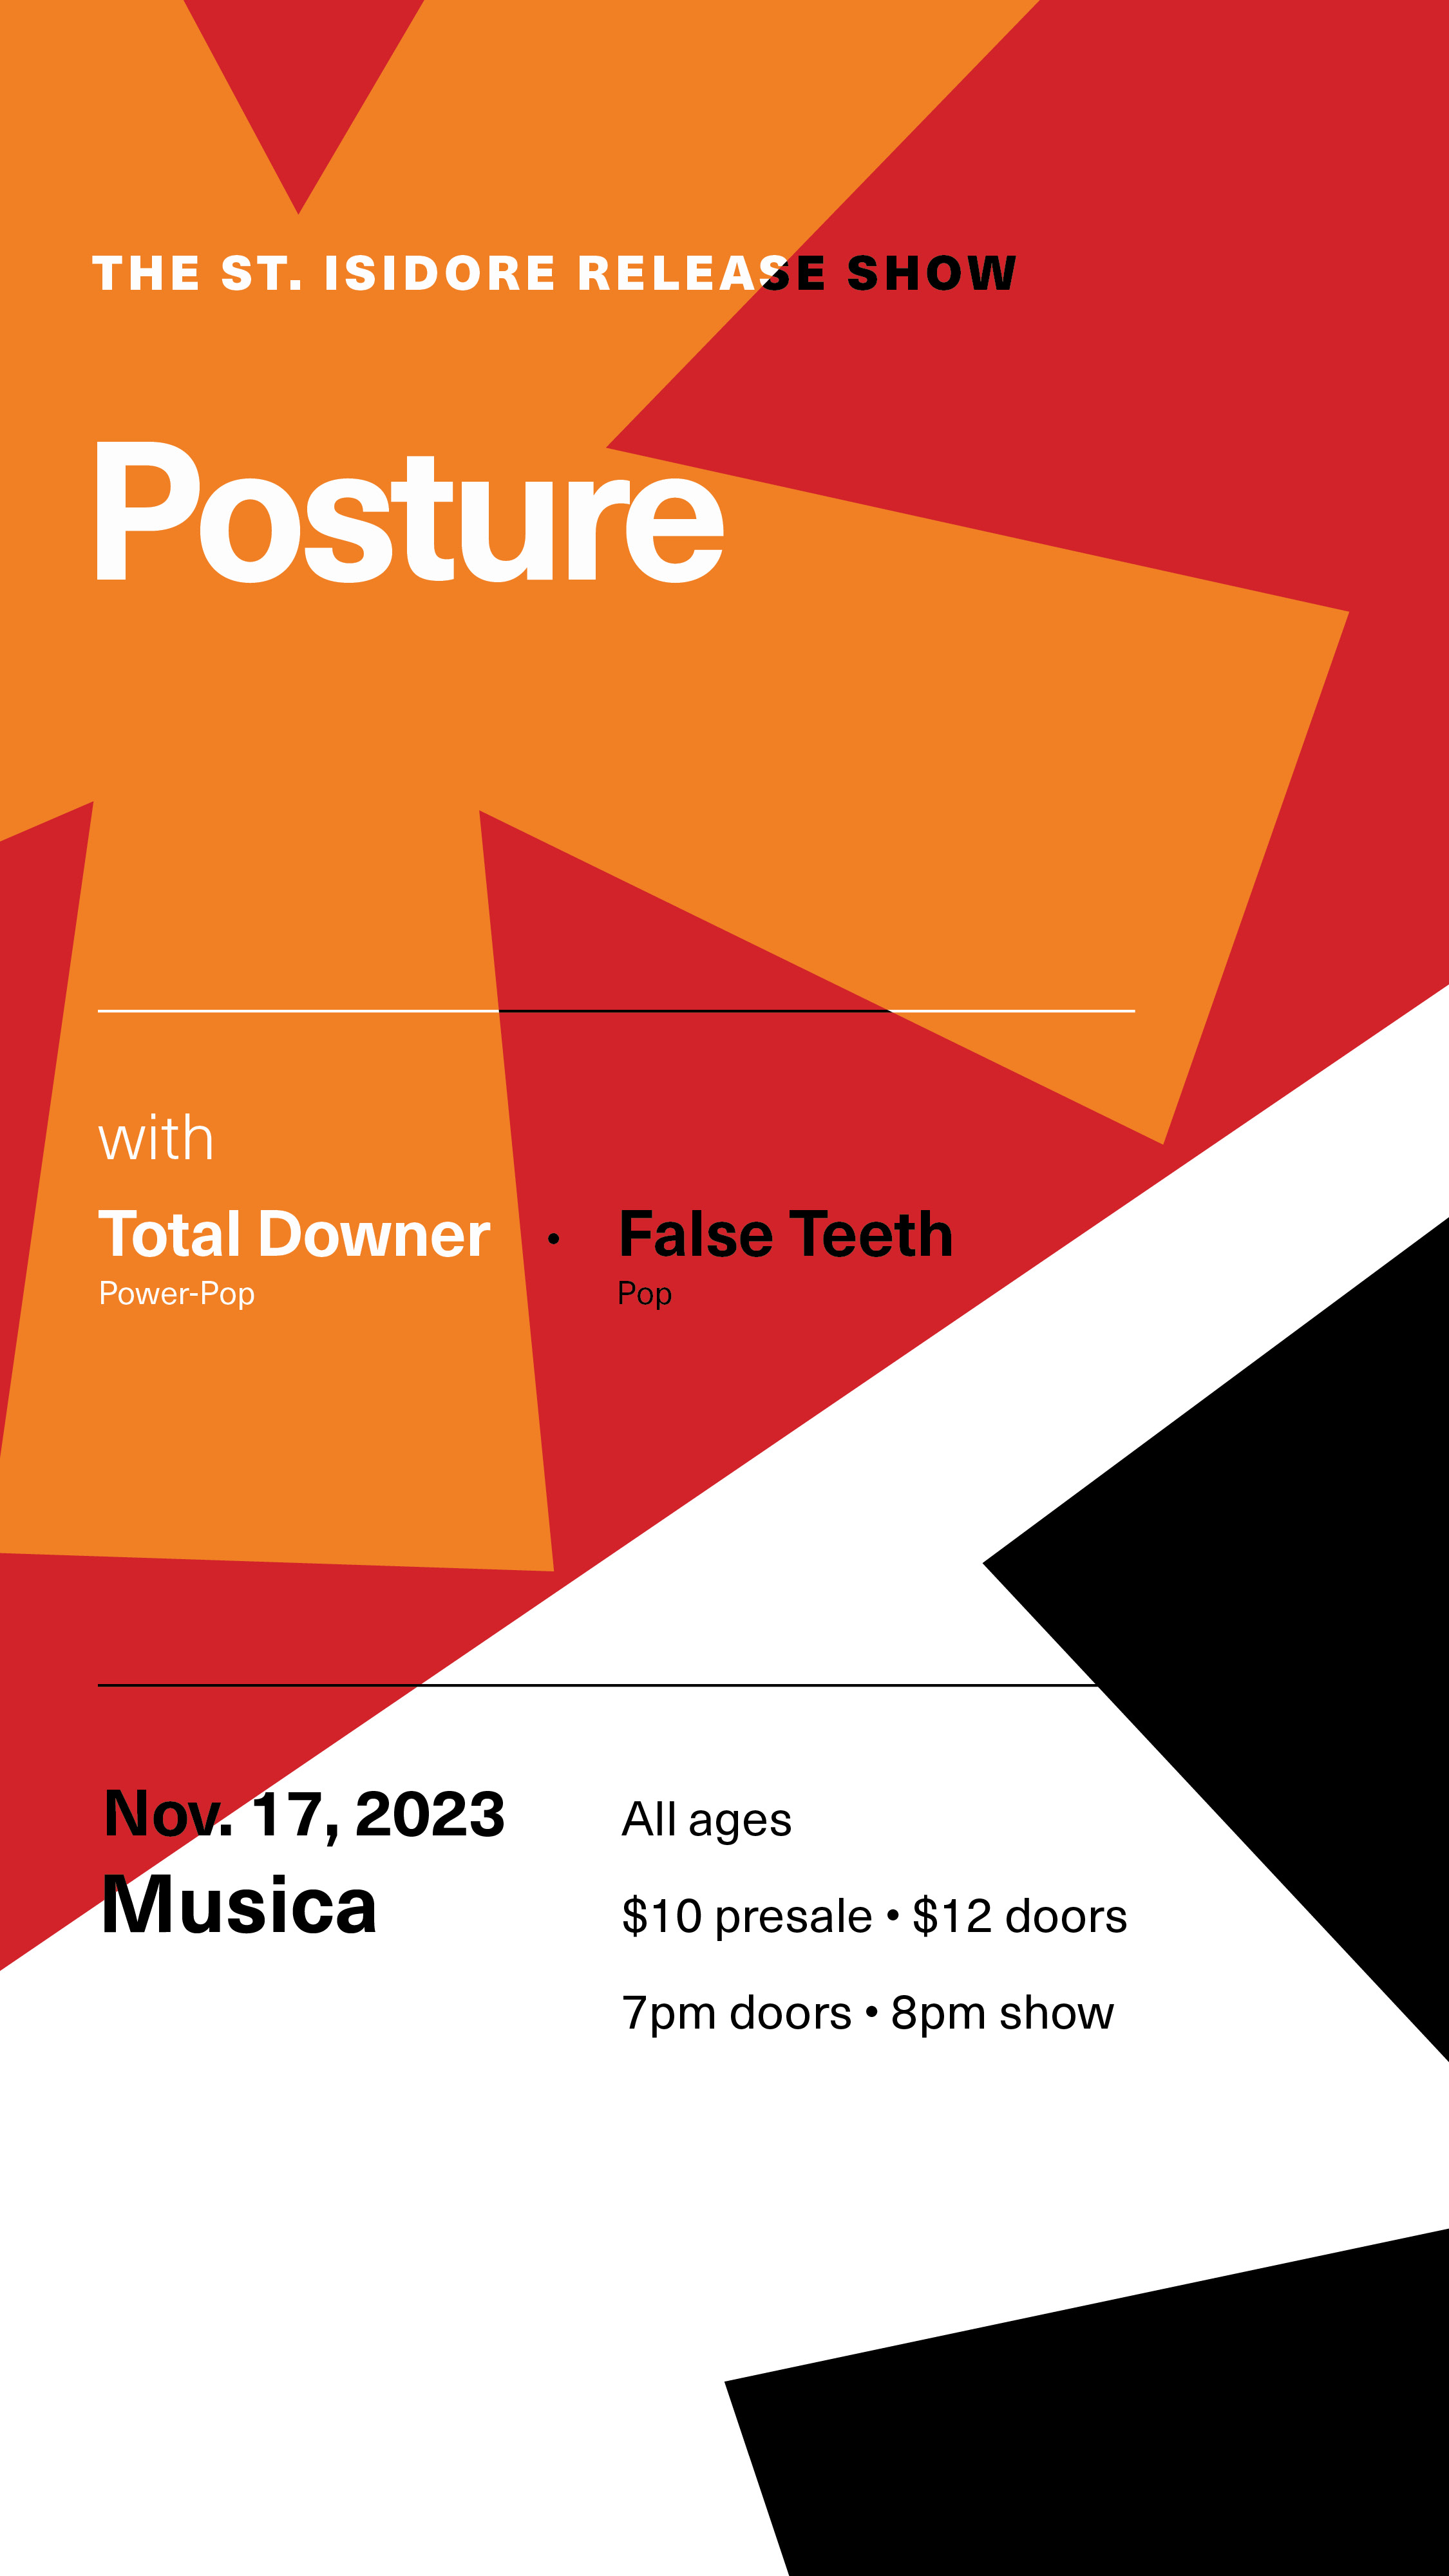 THE ST. ISIDORE RELEASE SHOW
Posture
with
Total Downer • False Teeth
Power-Pop
Pop
Nov. 17, 2023
Musica
All ages
$10 presale • $12 doors
7pm doors • 8pm show